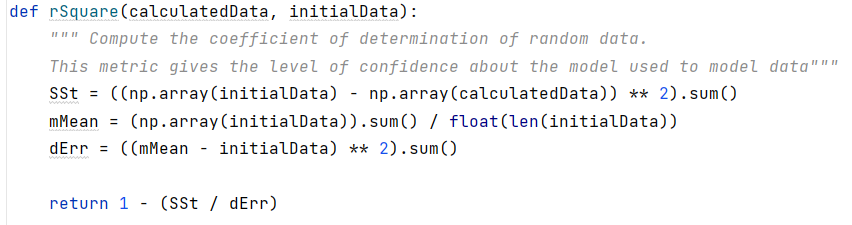 def rSquare(calculatedData, initialData):
    """ Compute the coefficient of determination of random data.
    This metric gives the level of confidence about the model used to model data"""
    SSt = ((np.array(initialData) - np.array(calculatedData)) ** 2).sum()
    mMean = (np.array(initialData)).sum() / float(len(initialData))
    dErr = ((mMean - initialData) ** 2).sum()

    return 1 - (SSt / dErr)